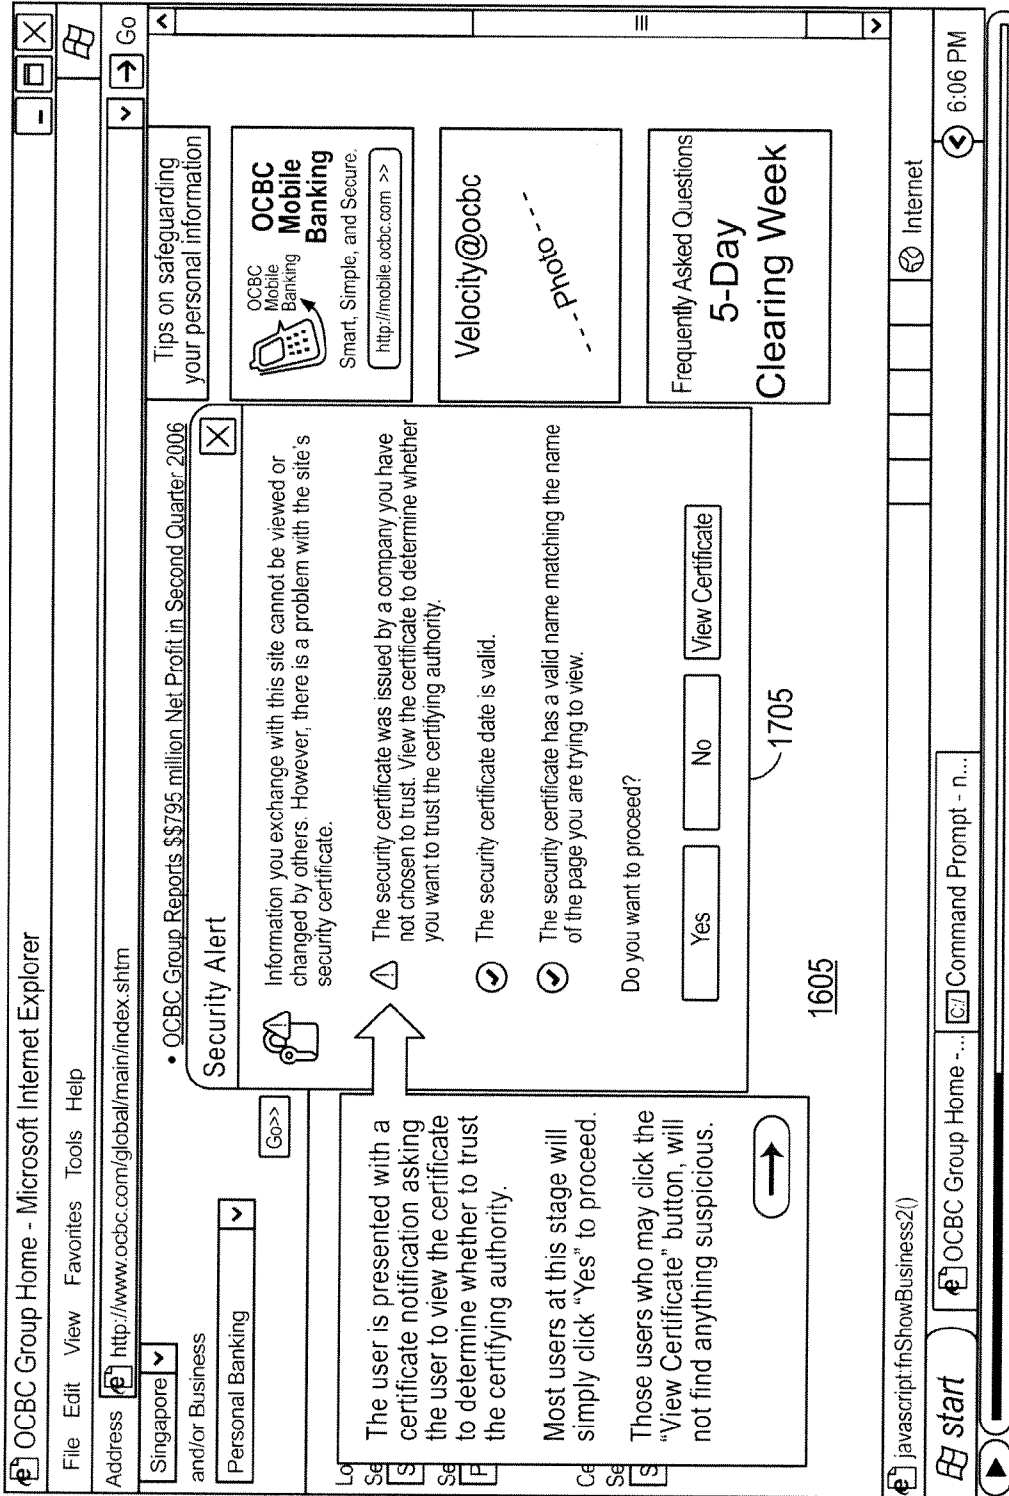 OCBC Group Home - Microsoft Internet Explorer
File Edit View Favorites Tools Help
Address http://www.ocbc.com/global/main/index.shtm
Go
Singapore
and/or Business
Personal Banking
Go>>
• OCBC Group Reports $$795 million Net Profit in Second Quarter 2006
Tips on safeguarding
your personal information
OCBC
Mobile
Banking
OCBC
Mobile
Banking
Smart, Simple, and Secure.
http://mobile.ocbc.com >>
Velocity@ocbc
Photo
Frequently Asked Questions
5-Day
Clearing Week
Security Alert
Information you exchange with this site cannot be viewed or
changed by others. However, there is a problem with the site's
security certificate.
The security certificate was issued by a company you have
not chosen to trust. View the certificate to determine whether
you want to trust the certifying authority.
The security certificate date is valid.
The security certificate has a valid name matching the name
of the page you are trying to view.
Do you want to proceed?
Yes
No
View Certificate
1705
1605
Lo
Se
S
Se
P
Ce
Se
S
The user is presented with a
certificate notification asking
the user to view the certificate
to determine whether to trust
the certifying authority.
Most users at this stage will
simply click “Yes” to proceed.
Those users who may click the
“View Certificate” button, will
not find anything suspicious.
javascript:fnShowBusiness2()
Internet
start
OCBC Group Home -...
C:/ Command Prompt - n...
6:06 PM